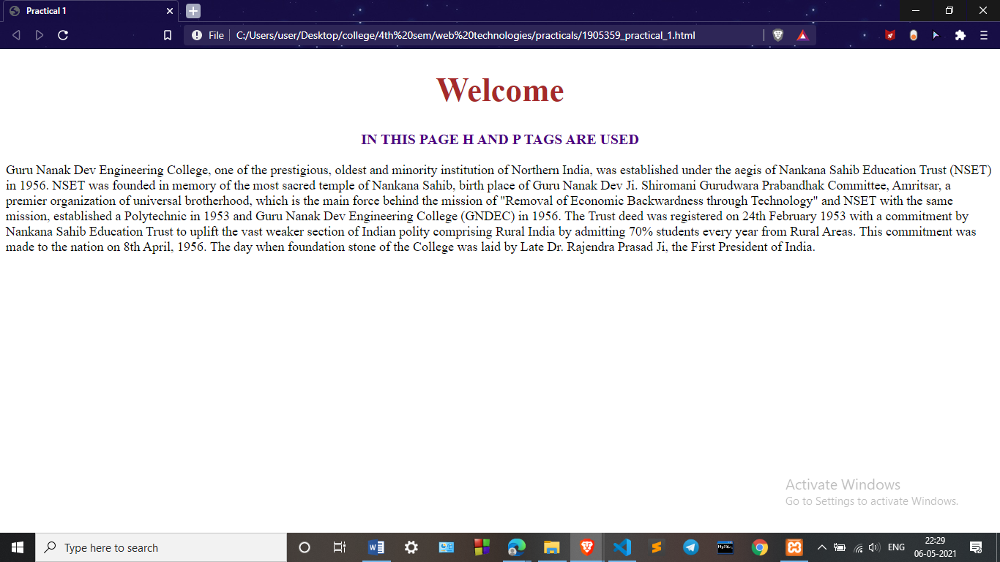 Practical 1
File
C:/Users/user/Desktop/college/4th%20sem/web%20technologies/practicals/1905359_practical_1.html
Welcome
IN THIS PAGE H AND P TAGS ARE USED
Guru Nanak Dev Engineering College, one of the prestigious, oldest and minority institution of Northern India, was established under the aegis of Nankana Sahib Education Trust (NSET)
in 1956. NSET was founded in memory of the most sacred temple of Nankana Sahib, birth place of Guru Nanak Dev Ji. Shiromani Gurudwara Prabandhak Committee, Amritsar, a
premier organization of universal brotherhood, which is the main force behind the mission of "Removal of Economic Backwardness through Technology" and NSET with the same
mission, established a Polytechnic in 1953 and Guru Nanak Dev Engineering College (GNDEC) in 1956. The Trust deed was registered on 24th February 1953 with a commitment by
Nankana Sahib Education Trust to uplift the vast weaker section of Indian polity comprising Rural India by admitting 70% students every year from Rural Areas. This commitment was
made to the nation on 8th April, 1956. The day when foundation stone of the College was laid by Late Dr. Rajendra Prasad Ji, the First President of India.
Activate Windows
Go to Settings to activate Windows.
Type here to search
W
MySQL
ENG
22:29
06-05-2021